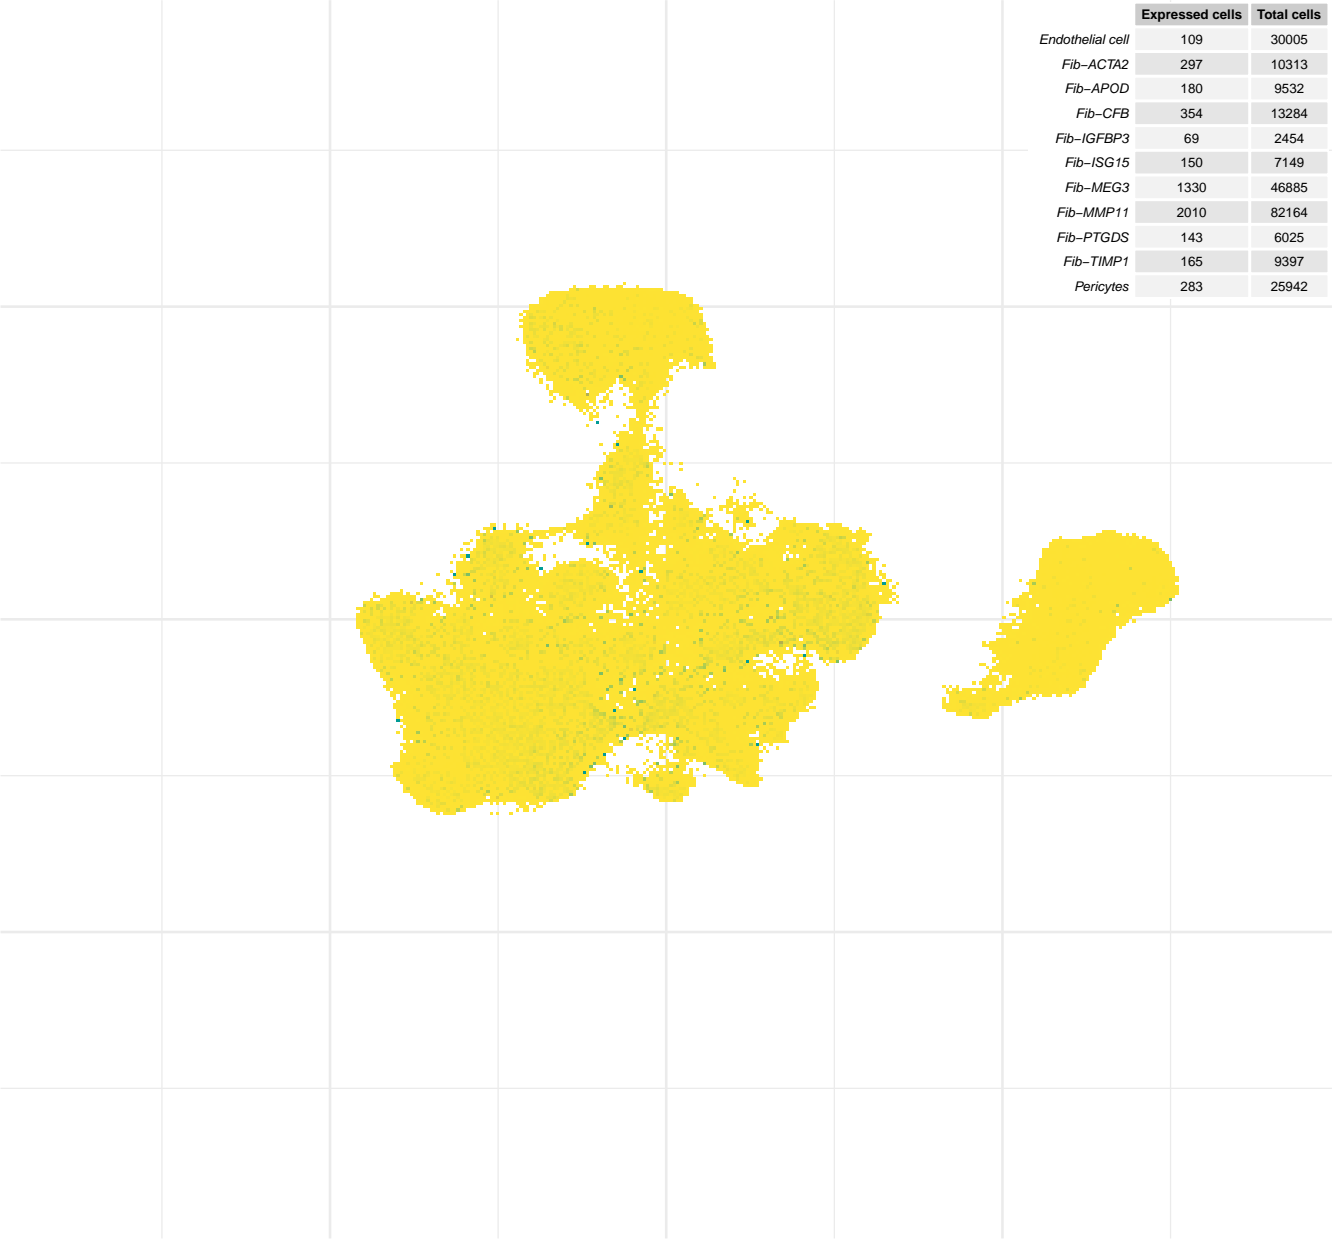 Expressed cells Total cells
Endothelial cell 109 30005
Fib−ACTA2 297 10313
Fib−APOD 180 9532
Fib−CFB 354 13284
Fib−IGFBP3 69 2454
Fib−ISG15 150 7149
Fib−MEG3 1330 46885
Fib−MMP11 2010 82164
Fib−PTGDS 143 6025
Fib−TIMP1 165 9397
Pericytes 283 25942